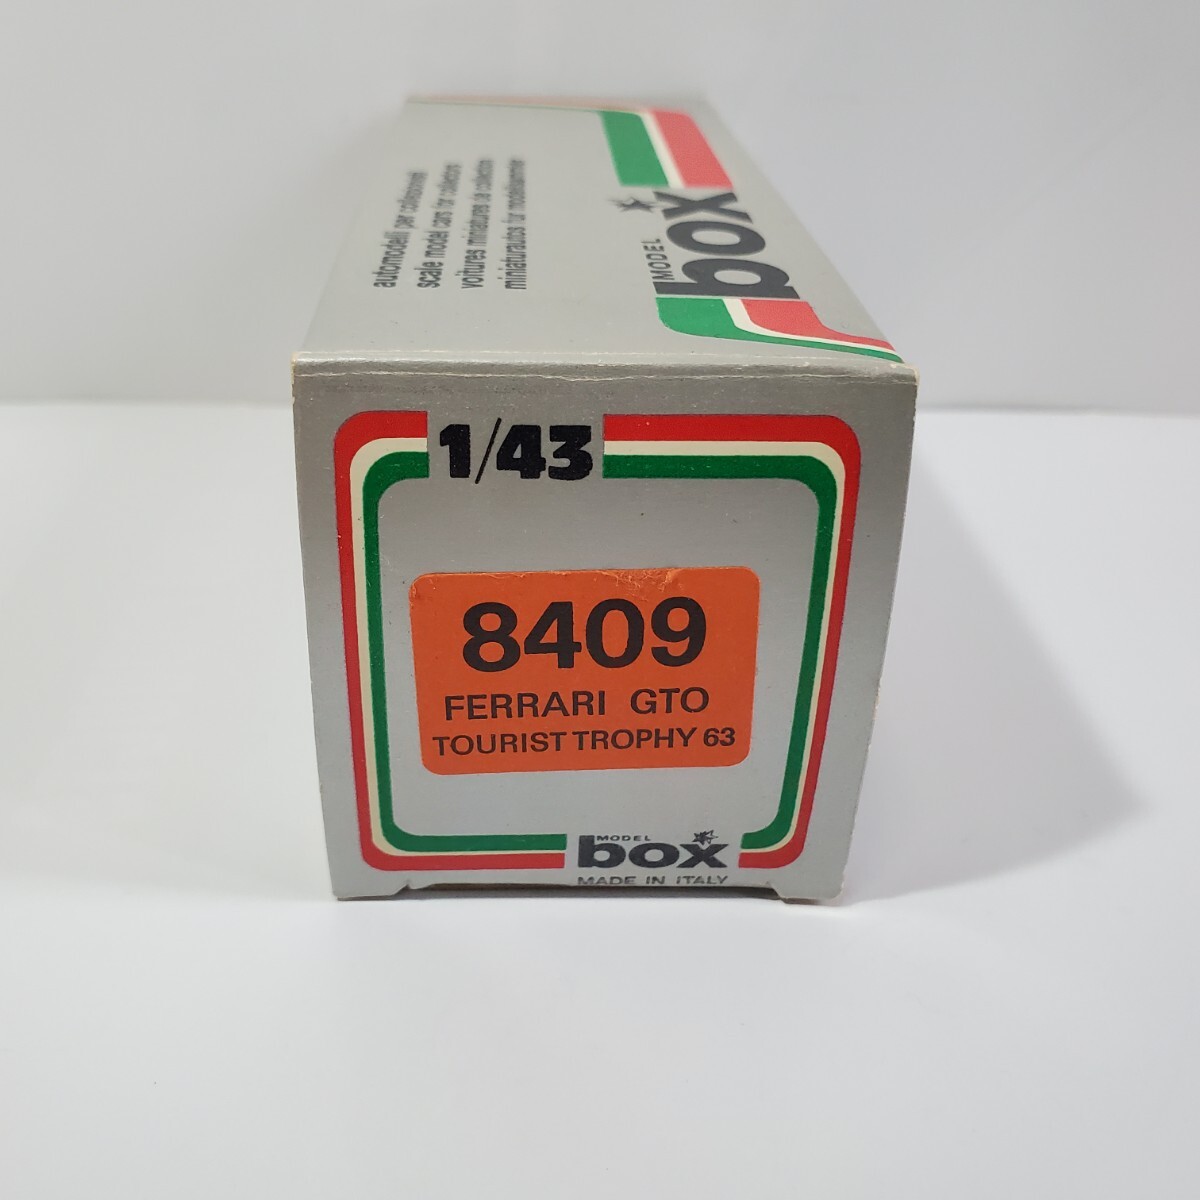 automodelli per collezionisti
scale model cars for collectors
voitures miniatures de collection
miniaturautos für modellsammler
MODEL
box
1/43
8409
FERRARI GTO
TOURIST TROPHY 63
MODEL
box
MADE IN ITALY